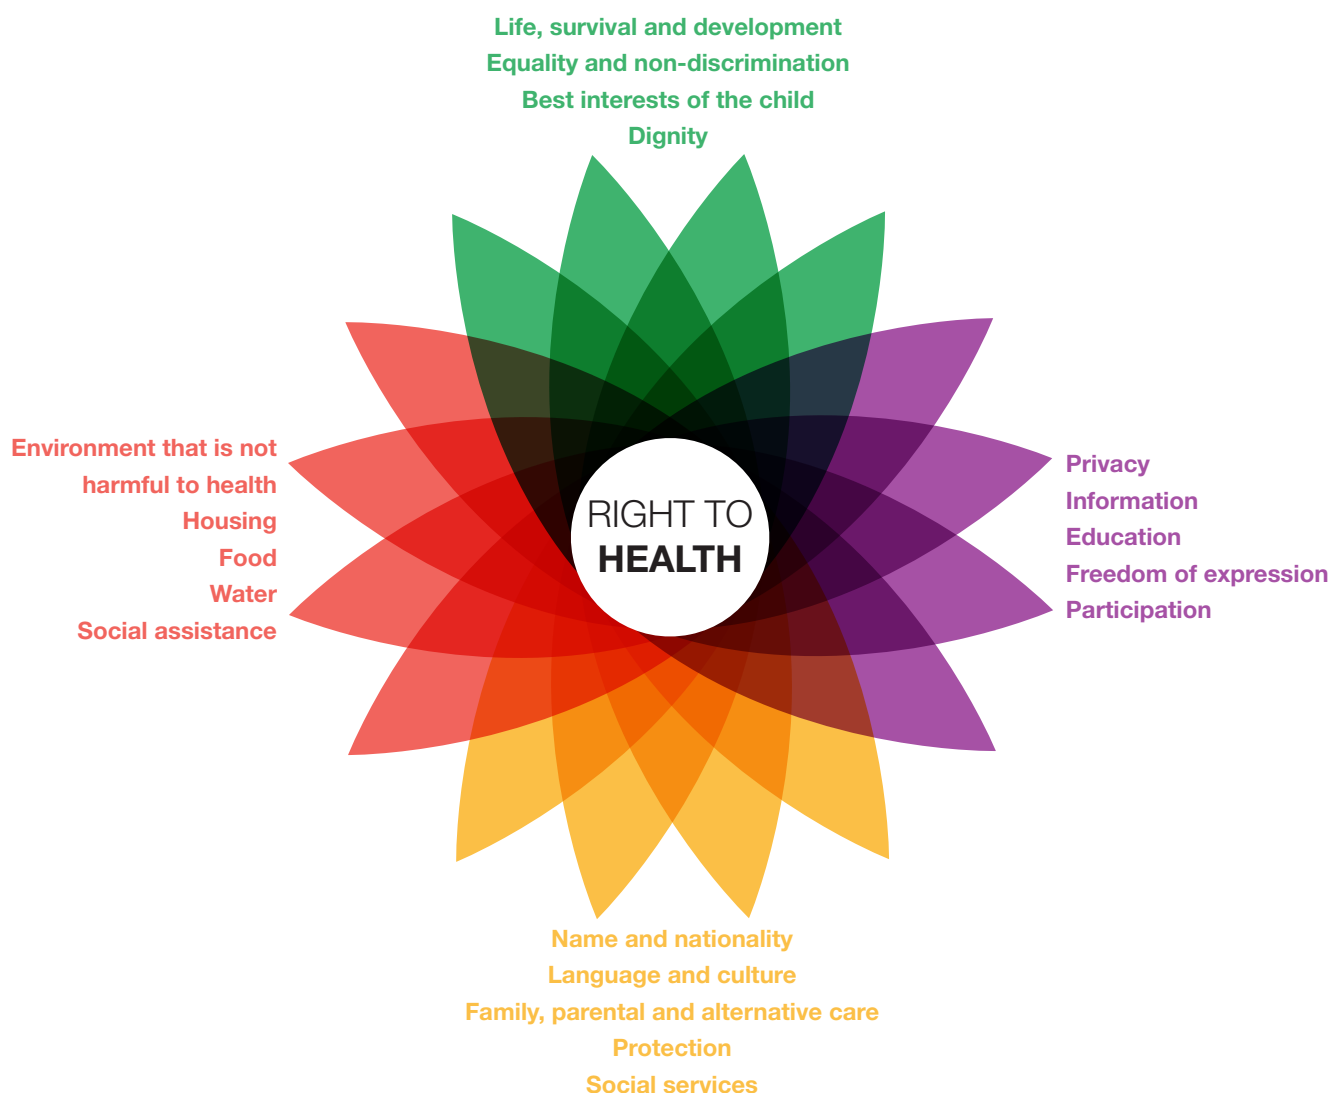 Life, survival and development
Equality and non-discrimination
Best interests of the child
Dignity
Environment that is not
harmful to health
Housing
Food
Water
Social assistance
RIGHT TO
HEALTH
Privacy
Information
Education
Freedom of expression
Participation
Name and nationality
Language and culture
Family, parental and alternative care
Protection
Social services